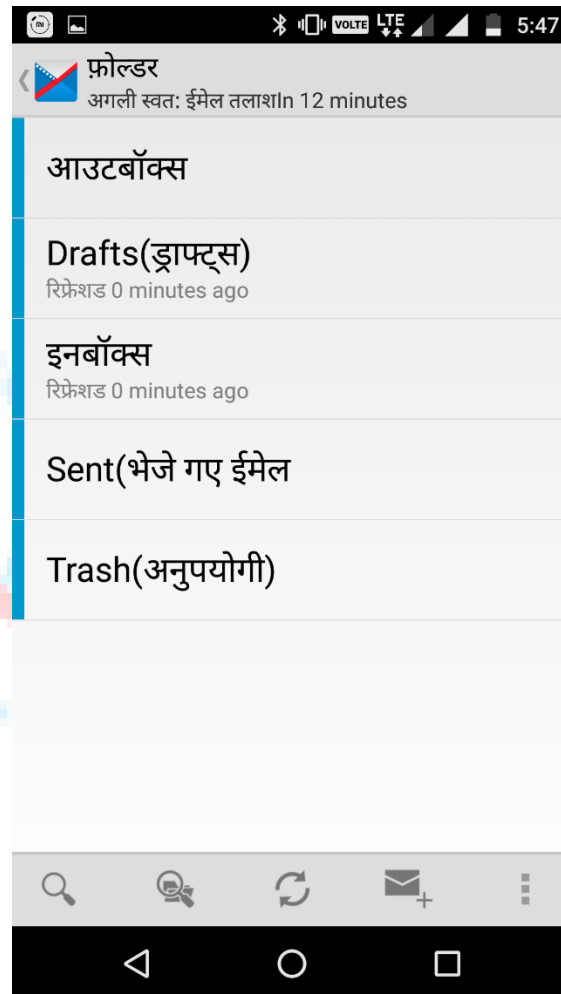 VOLTE LTE 5:47
फ़ोल्डर
अगली स्वत: ईमेल तलाशIn 12 minutes
आउटबॉक्स
Drafts(ड्राफ्ट्स)
रिफ्रेशड 0 minutes ago
इनबॉक्स
रिफ्रेशड 0 minutes ago
Sent(भेजे गए ईमेल
Trash(अनुपयोगी)